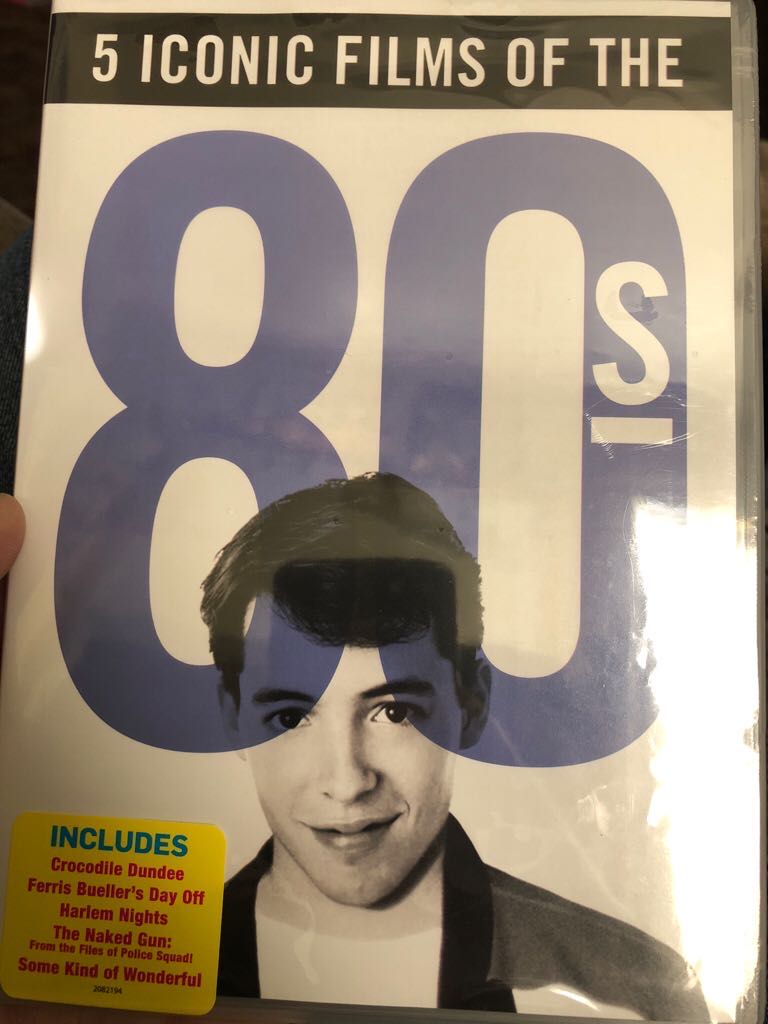 5 ICONIC FILMS OF THE
80s
INCLUDES
Crocodile Dundee
Ferris Bueller's Day Off
Harlem Nights
The Naked Gun:
From the Files of Police Squad!
Some Kind of Wonderful
2082194